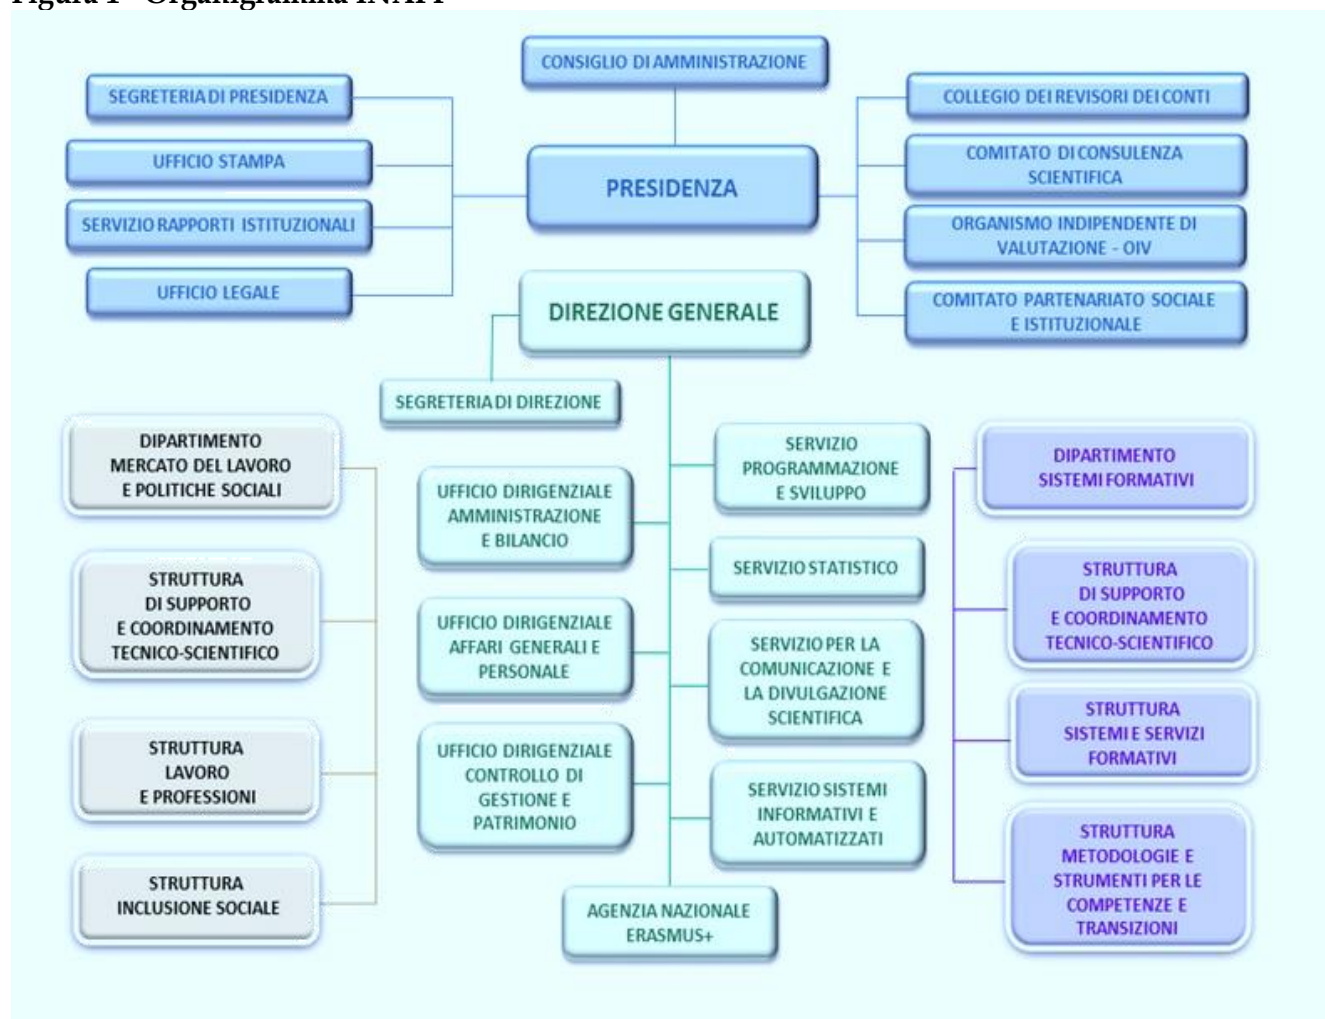 Figura 1 - Organigramma INAPP
CONSIGLIO DI AMMINISTRAZIONE
SEGRETERIA DI PRESIDENZA
UFFICIO STAMPA
SERVIZIO RAPPORTI ISTITUZIONALI
UFFICIO LEGALE
PRESIDENZA
COLLEGIO DEI REVISORI DEI CONTI
COMITATO DI CONSULENZA
SCIENTIFICA
ORGANISMO INDIPENDENTE DI
VALUTAZIONE - OIV
COMITATO PARTENARIATO SOCIALE
E ISTITUZIONALE
DIREZIONE GENERALE
SEGRETERIA DI DIREZIONE
DIPARTIMENTO
MERCATO DEL LAVORO
E POLITICHE SOCIALI
STRUTTURA
DI SUPPORTO
E COORDINAMENTO
TECNICO-SCIENTIFICO
STRUTTURA
LAVORO
E PROFESSIONI
STRUTTURA
INCLUSIONE SOCIALE
UFFICIO DIRIGENZIALE
AMMINISTRAZIONE
E BILANCIO
UFFICIO DIRIGENZIALE
AFFARI GENERALI E
PERSONALE
UFFICIO DIRIGENZIALE
CONTROLLO DI
GESTIONE E
PATRIMONIO
SERVIZIO
PROGRAMMAZIONE
E SVILUPPO
SERVIZIO STATISTICO
SERVIZIO PER LA
COMUNICAZIONE E
LA DIVULGAZIONE
SCIENTIFICA
SERVIZIO SISTEMI
INFORMATIVI E
AUTOMATIZZATI
AGENZIA NAZIONALE
ERASMUS+
DIPARTIMENTO
SISTEMI FORMATIVI
STRUTTURA
DI SUPPORTO
E COORDINAMENTO
TECNICO-SCIENTIFICO
STRUTTURA
SISTEMI E SERVIZI
FORMATIVI
STRUTTURA
METODOLOGIE E
STRUMENTI PER LE
COMPETENZE E
TRANSIZIONI